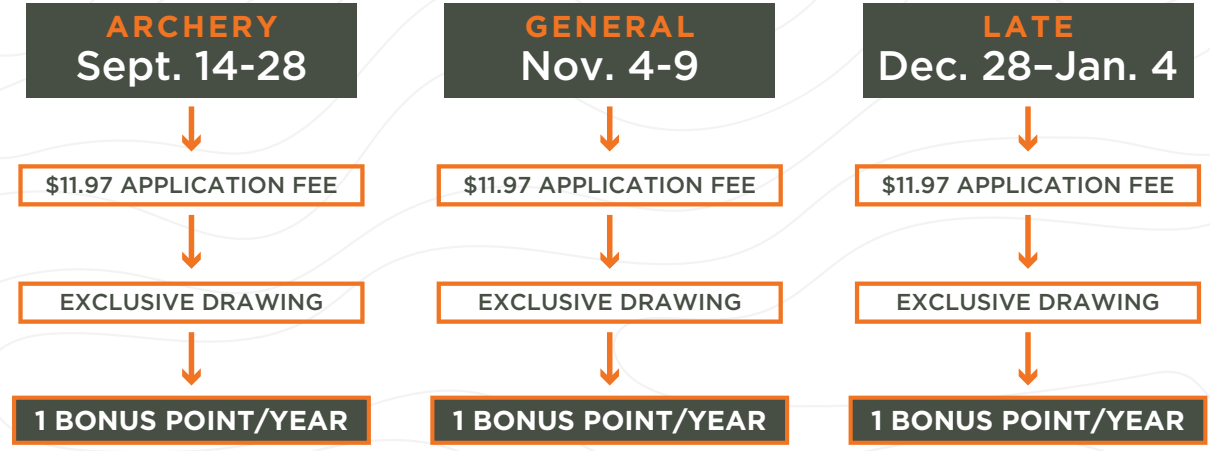 ARCHERY
Sept. 14-28
$11.97 APPLICATION FEE
EXCLUSIVE DRAWING
1 BONUS POINT/YEAR
GENERAL
Nov. 4-9
$11.97 APPLICATION FEE
EXCLUSIVE DRAWING
1 BONUS POINT/YEAR
LATE
Dec. 28–Jan. 4
$11.97 APPLICATION FEE
EXCLUSIVE DRAWING
1 BONUS POINT/YEAR